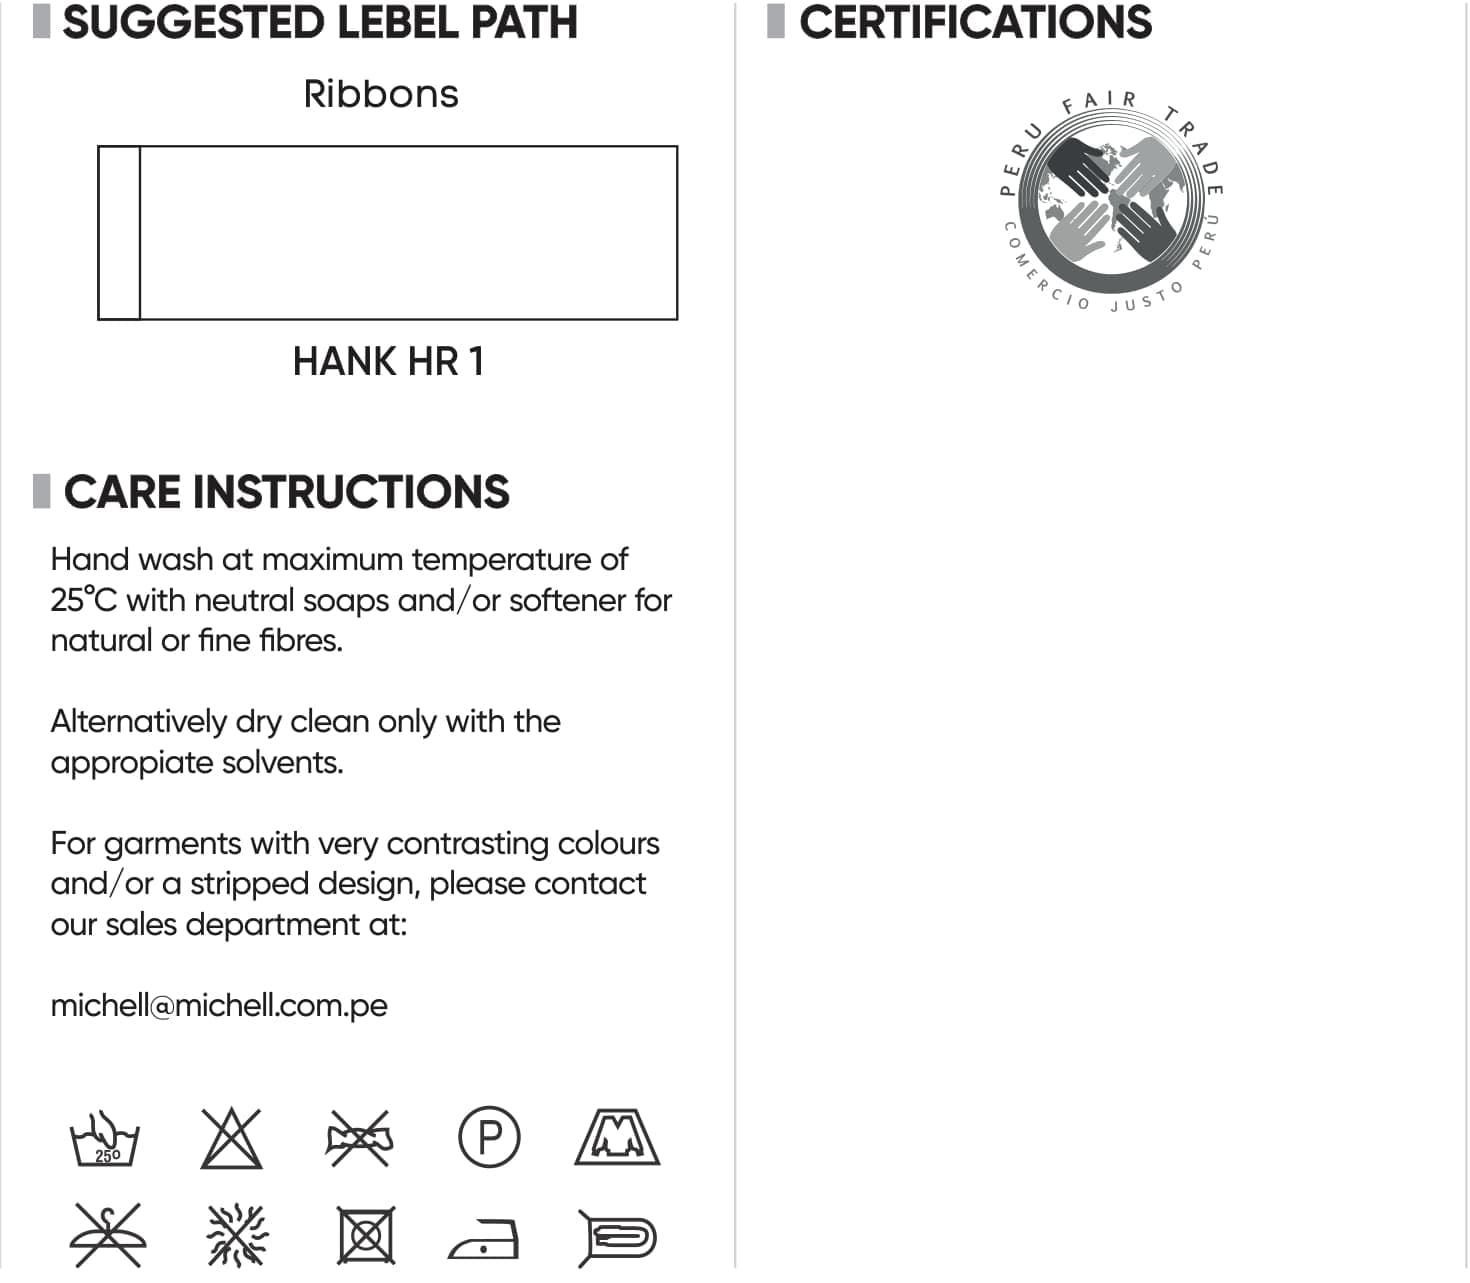 SUGGESTED LEBEL PATH
Ribbons
HANK HR 1
CARE INSTRUCTIONS
Hand wash at maximum temperature of
25°C with neutral soaps and/or softener for
natural or fine fibres.
Alternatively dry clean only with the
appropiate solvents.
For garments with very contrasting colours
and/or a stripped design, please contact
our sales department at:
michell@michell.com.pe
25º
P
CERTIFICATIONS
PERU FAIR TRADE
COMERCIO JUSTO PERÚ